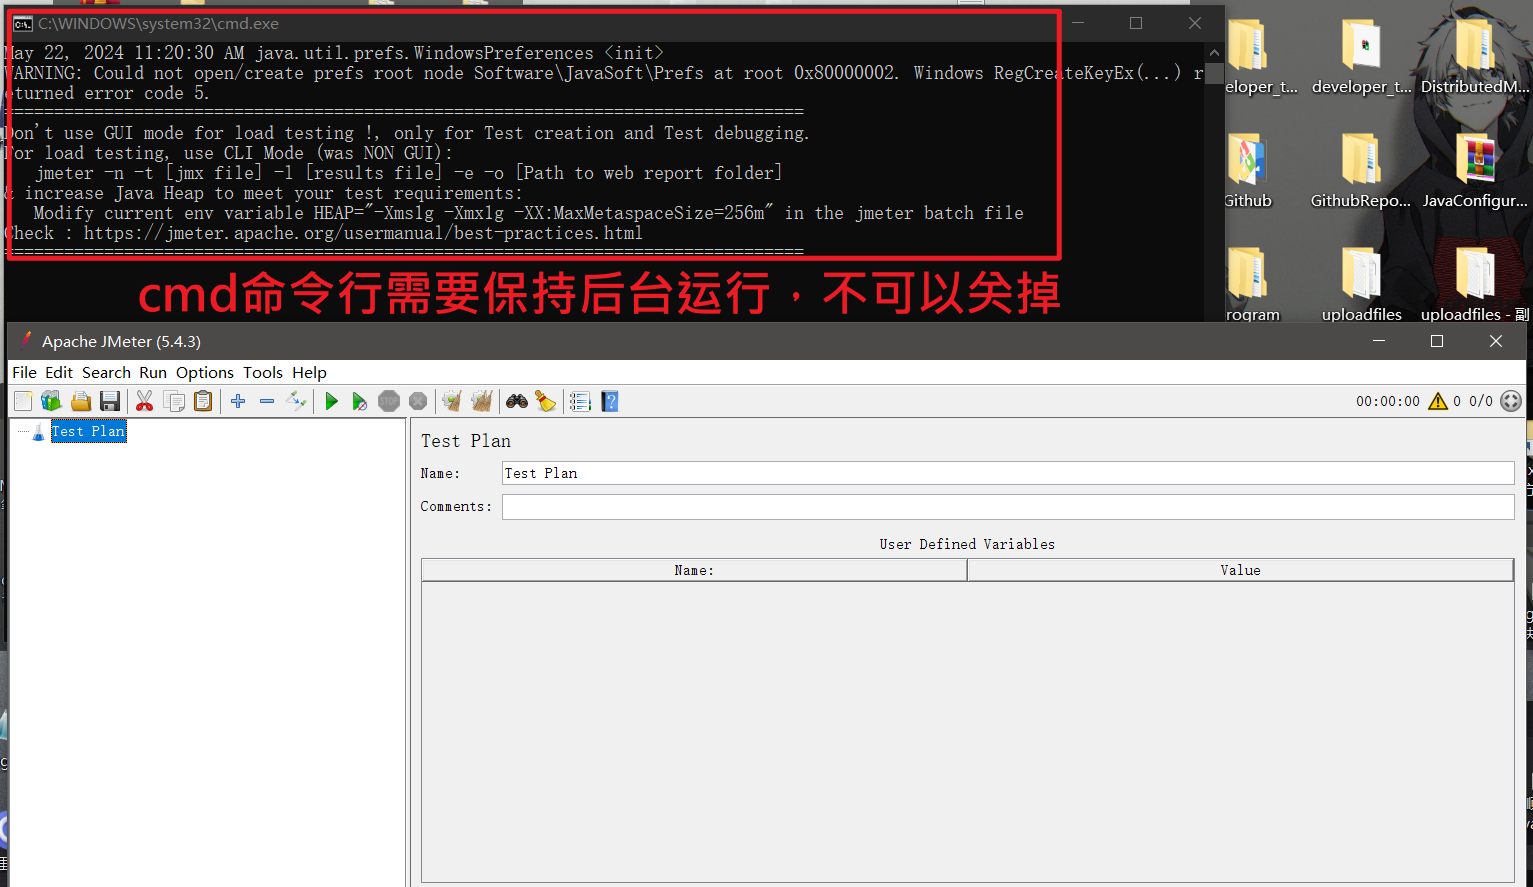 C:\WINDOWS\system32\cmd.exe
May 22, 2024 11:20:30 AM java.util.prefs.WindowsPreferences <init>
WARNING: Could not open/create prefs root node Software\JavaSoft\Prefs at root 0x80000002. Windows RegCreateKeyEx(...) r
eturned error code 5.
================================================================================
Don't use GUI mode for load testing !, only for Test creation and Test debugging.
For load testing, use CLI Mode (was NON GUI):
jmeter -n -t [jmx file] -l [results file] -e -o [Path to web report folder]
& increase Java Heap to meet your test requirements:
Modify current env variable HEAP="-Xms1g -Xmx1g -XX:MaxMetaspaceSize=256m" in the jmeter batch file
Check : https://jmeter.apache.org/usermanual/best-practices.html
================================================================================
cmd命令行需要保持后台运行，不可以关掉
eloper_t...
developer_t...
DistributedM...
Github
GithubRepo...
JavaConfigur...
rogram
uploadfiles
uploadfiles - 副
Apache JMeter (5.4.3)
File Edit Search Run Options Tools Help
STOP
00:00:00 0 0/0
Test Plan
Test Plan
Name: Test Plan
Comments:
User Defined Variables
Name: Value